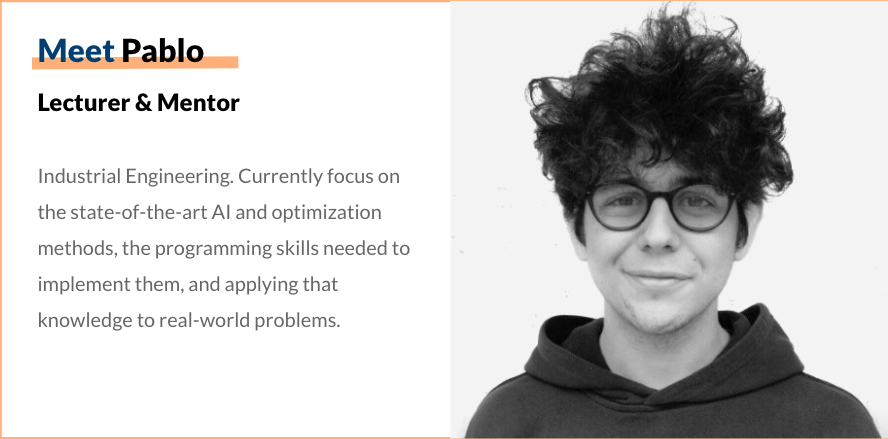 Meet Pablo
Lecturer & Mentor
Industrial Engineering. Currently focus on
the state-of-the-art AI and optimization
methods, the programming skills needed to
implement them, and applying that
knowledge to real-world problems.